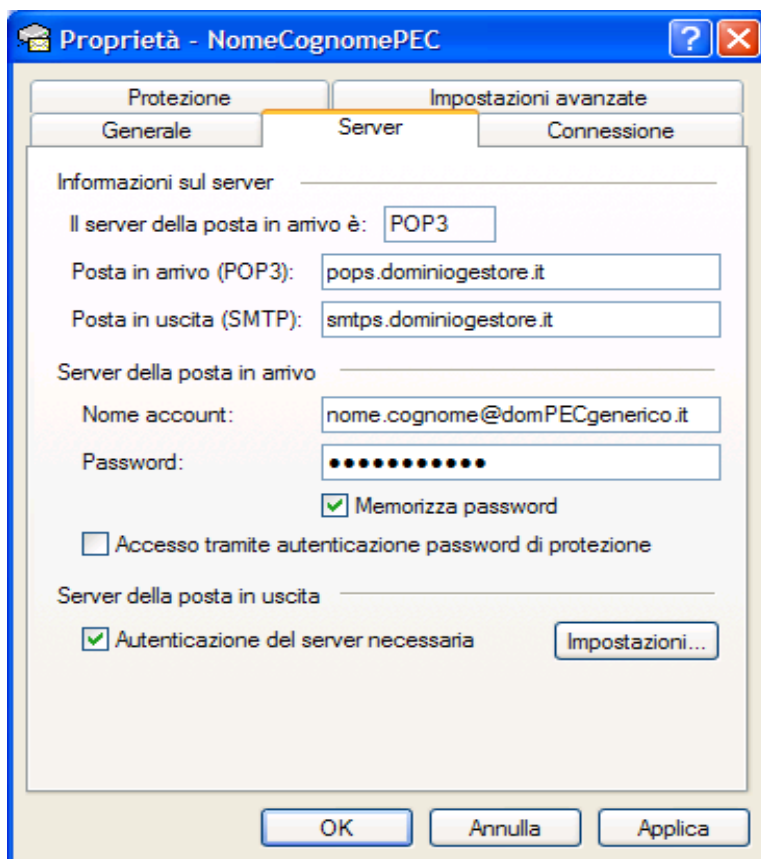 Proprietà - NomeCognomePEC
Protezione Impostazioni avanzate
Generale Server Connessione
Informazioni sul server
Il server della posta in arrivo è: POP3
Posta in arrivo (POP3): pops.dominiogestore.it
Posta in uscita (SMTP): smtps.dominiogestore.it
Server della posta in arrivo
Nome account: nome.cognome@domPECgenerico.it
Password: ●●●●●●●●●●●
Memorizza password
Accesso tramite autenticazione password di protezione
Server della posta in uscita
Autenticazione del server necessaria Impostazioni...
OK Annulla Applica